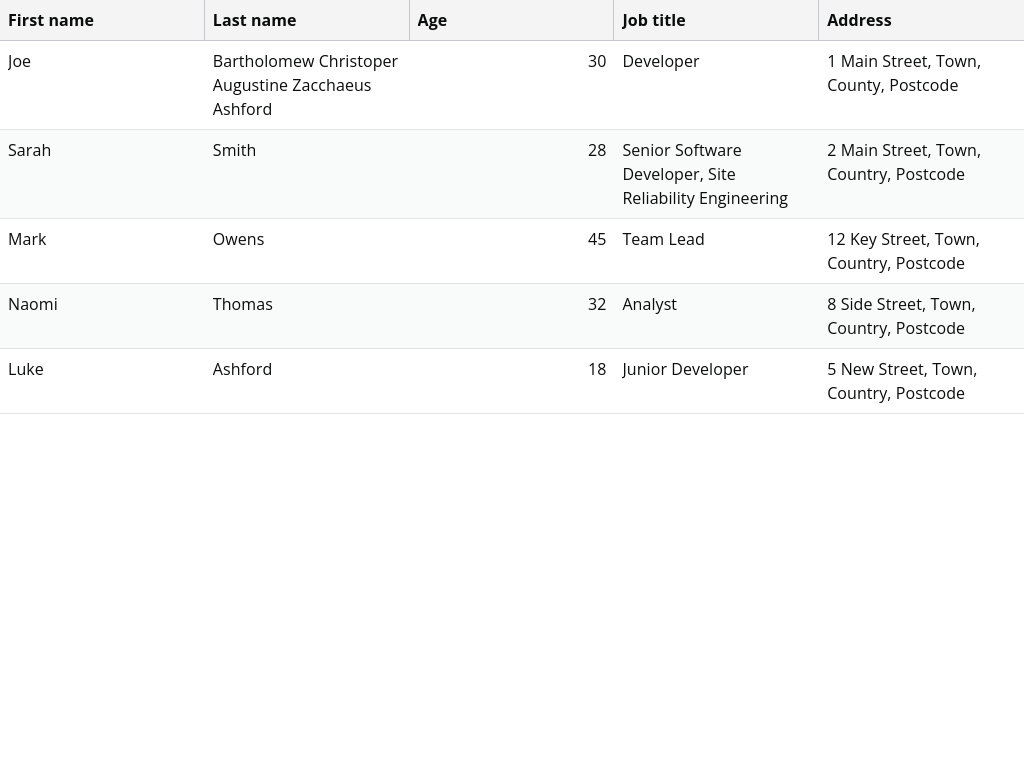 First name Last name Age Job title Address
Joe Bartholomew Christoper 30 Developer 1 Main Street, Town,
Augustine Zacchaeus County, Postcode
Ashford
Sarah Smith 28 Senior Software 2 Main Street, Town,
Developer, Site Country, Postcode
Reliability Engineering
Mark Owens 45 Team Lead 12 Key Street, Town,
Country, Postcode
Naomi Thomas 32 Analyst 8 Side Street, Town,
Country, Postcode
Luke Ashford 18 Junior Developer 5 New Street, Town,
Country, Postcode